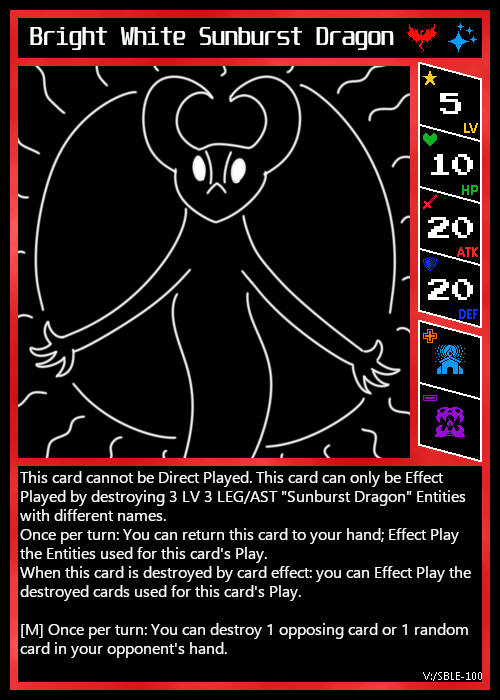 Bright White Sunburst Dragon
5
LV
10
HP
20
ATK
20
DEF
This card cannot be Direct Played. This card can only be Effect
Played by destroying 3 LV 3 LEG/AST "Sunburst Dragon" Entities
with different names.
Once per turn: You can return this card to your hand; Effect Play
the Entities used for this card's Play.
When this card is destroyed by card effect: you can Effect Play the
destroyed cards used for this card's Play.
[M] Once per turn: You can destroy 1 opposing card or 1 random
card in your opponent's hand.
V:/SBLE-100